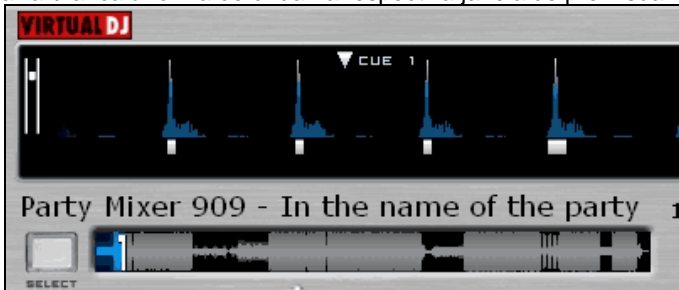 VIRTUAL DJ
CUE 1
Party Mixer 909 - In the name of the party
SELECT